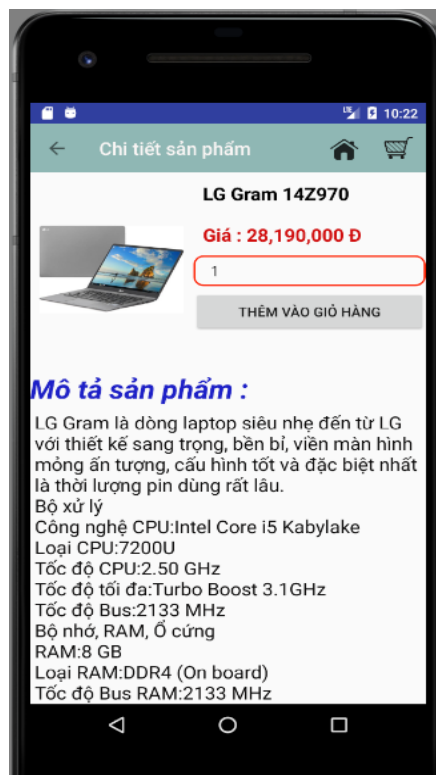 LTE 10:22
Chi tiết sản phẩm
LG Gram 14Z970
Giá : 28,190,000 Đ
1
THÊM VÀO GIỎ HÀNG
Mô tả sản phẩm :
LG Gram là dòng laptop siêu nhẹ đến từ LG
với thiết kế sang trọng, bền bỉ, viền màn hình
mỏng ấn tượng, cấu hình tốt và đặc biệt nhất
là thời lượng pin dùng rất lâu.
Bộ xử lý
Công nghệ CPU:Intel Core i5 Kabylake
Loại CPU:7200U
Tốc độ CPU:2.50 GHz
Tốc độ tối đa:Turbo Boost 3.1GHz
Tốc độ Bus:2133 MHz
Bộ nhớ, RAM, Ổ cứng
RAM:8 GB
Loại RAM:DDR4 (On board)
Tốc độ Bus RAM:2133 MHz